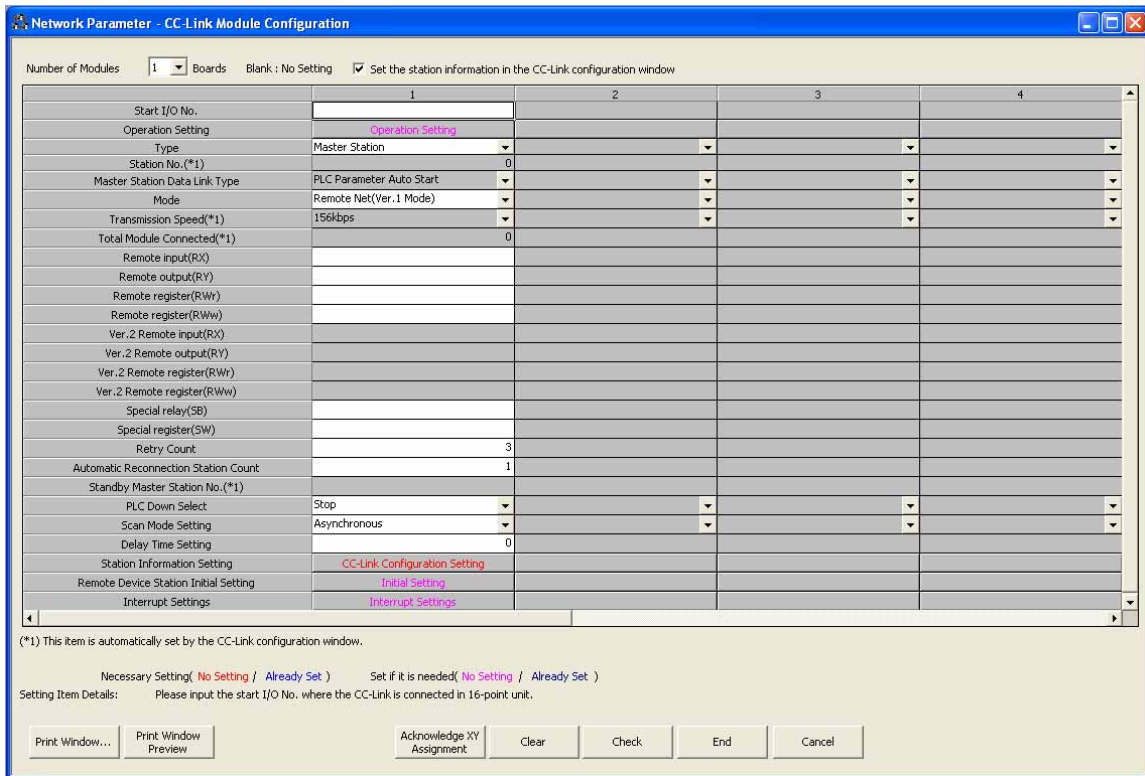 Network Parameter - CC-Link Module Configuration
Number of Modules 1 Boards Blank : No Setting Set the station information in the CC-Link configuration window
1 2 3 4
Start I/O No.
Operation Setting Operation Setting
Type Master Station
Station No.(*1) 0
Master Station Data Link Type PLC Parameter Auto Start
Mode Remote Net(Ver.1 Mode)
Transmission Speed(*1) 156kbps
Total Module Connected(*1) 0
Remote input(RX)
Remote output(RY)
Remote register(RWr)
Remote register(RWw)
Ver.2 Remote input(RX)
Ver.2 Remote output(RY)
Ver.2 Remote register(RWr)
Ver.2 Remote register(RWw)
Special relay(SB)
Special register(SW)
Retry Count 3
Automatic Reconnection Station Count 1
Standby Master Station No.(*1)
PLC Down Select Stop
Scan Mode Setting Asynchronous
Delay Time Setting 0
Station Information Setting CC-Link Configuration Setting
Remote Device Station Initial Setting Initial Setting
Interrupt Settings Interrupt Settings
(*1) This item is automatically set by the CC-Link configuration window.
Necessary Setting( No Setting / Already Set ) Set if it is needed( No Setting / Already Set )
Setting Item Details: Please input the start I/O No. where the CC-Link is connected in 16-point unit.
Print Window... Print Window Preview Acknowledge XY Assignment Clear Check End Cancel